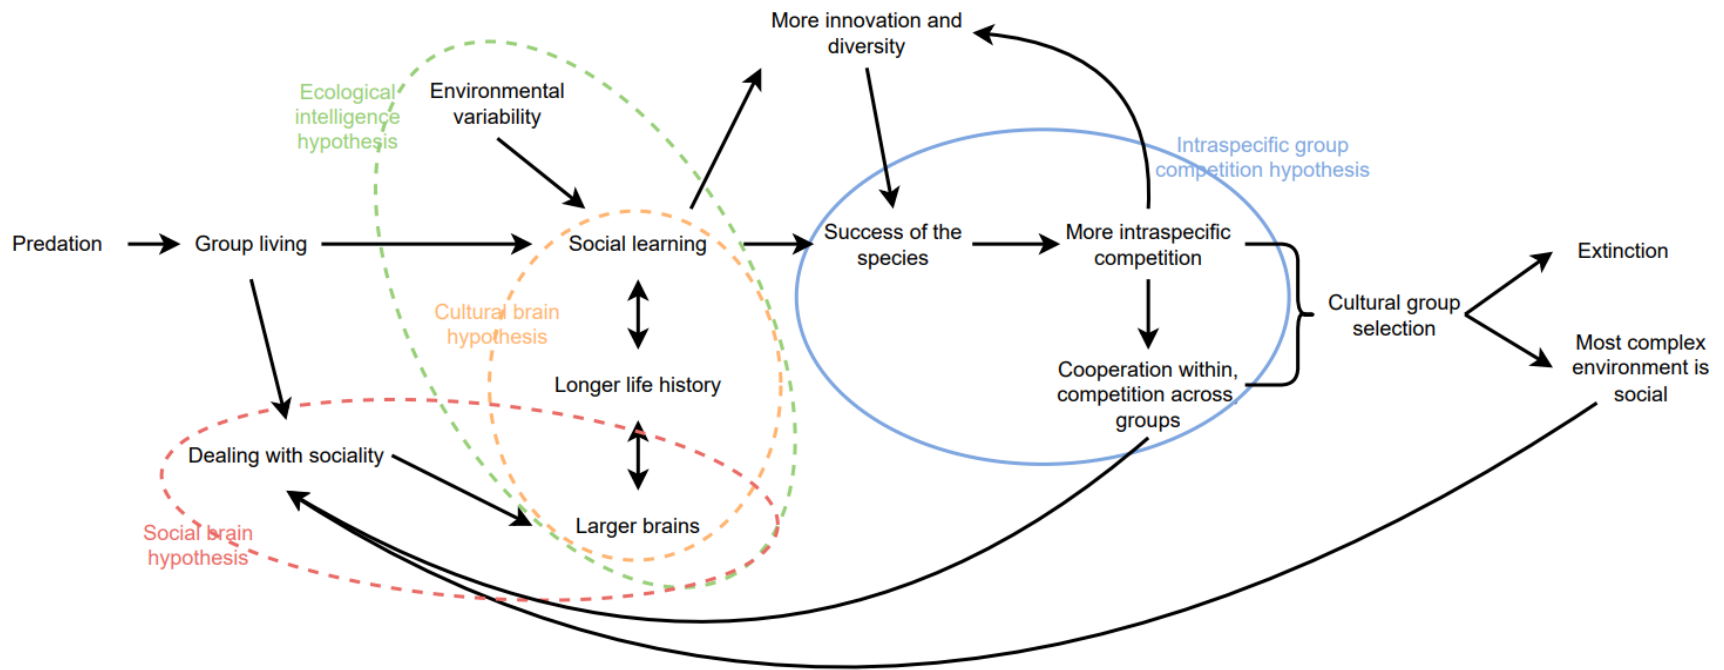 More innovation and
diversity
Ecological
intelligence
hypothesis
Environmental
variability
Intraspecific group
competition hypothesis
Predation
Group living
Social learning
Success of the
species
More intraspecific
competition
Extinction
Cultural brain
hypothesis
Cultural group
selection
Longer life history
Cooperation within,
competition across
groups
Most complex
environment is
social
Dealing with sociality
Larger brains
Social brain
hypothesis